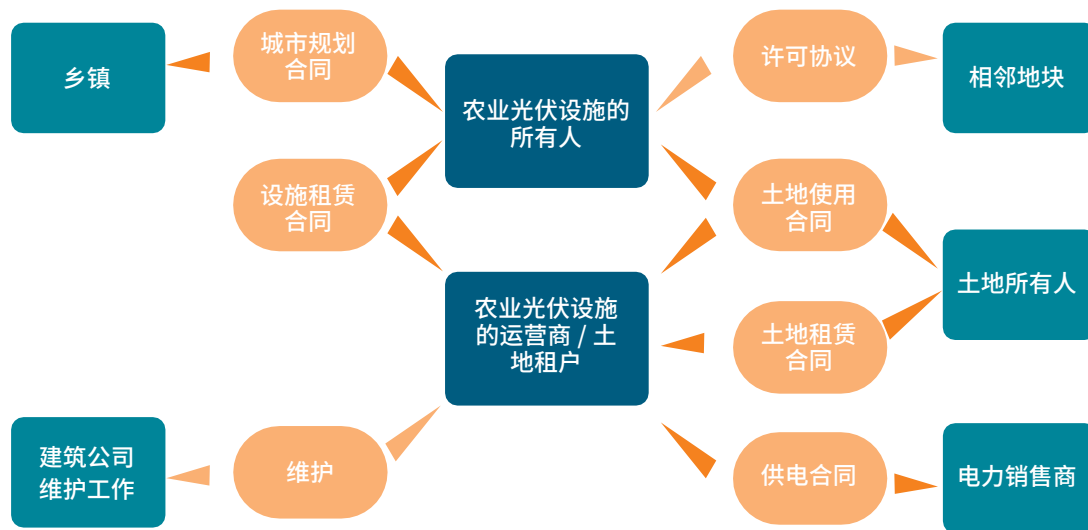 乡镇
城市规划
合同
农业光伏设施的
所有人
许可协议
相邻地块
设施租赁
合同
土地使用
合同
农业光伏设施
的运营商 / 土
地租户
土地所有人
土地租赁
合同
建筑公司
维护工作
维护
供电合同
电力销售商